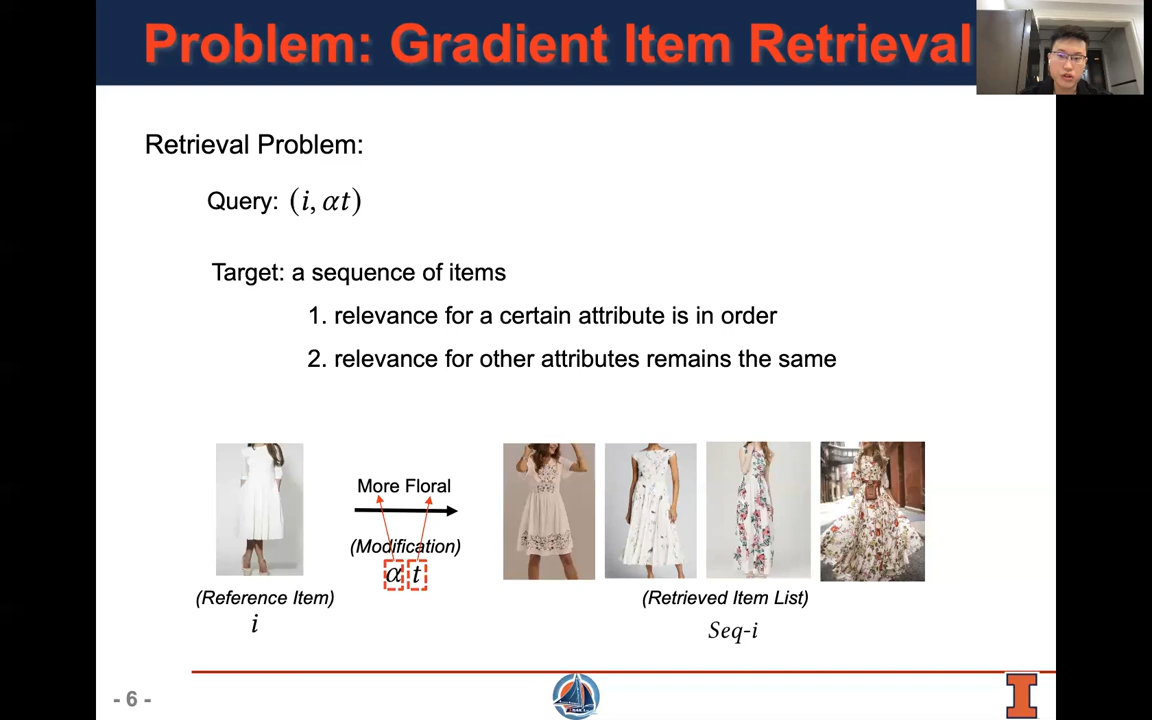 Problem: Gradient Item Retrieval
Retrieval Problem:
Query: (i, αt)
Target: a sequence of items
1. relevance for a certain attribute is in order
2. relevance for other attributes remains the same
More Floral
(Modification)
α t
(Reference Item)
i
(Retrieved Item List)
Seq-i
- 6 -
I